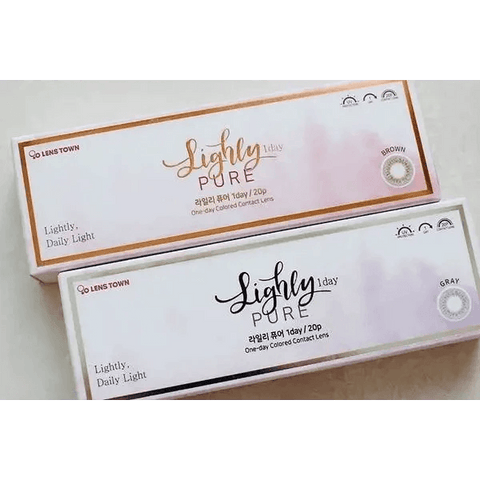 LENS TOWN
Lighly 1day
PURE
라일리 퓨어 1day / 20p
One-day Colored Contact Lens
BROWN
Lightly,
Daily Light
LENS TOWN
Lighly 1day
PURE
라일리 퓨어 1day / 20p
One-day Colored Contact Lens
GRAY
Lightly,
Daily Light